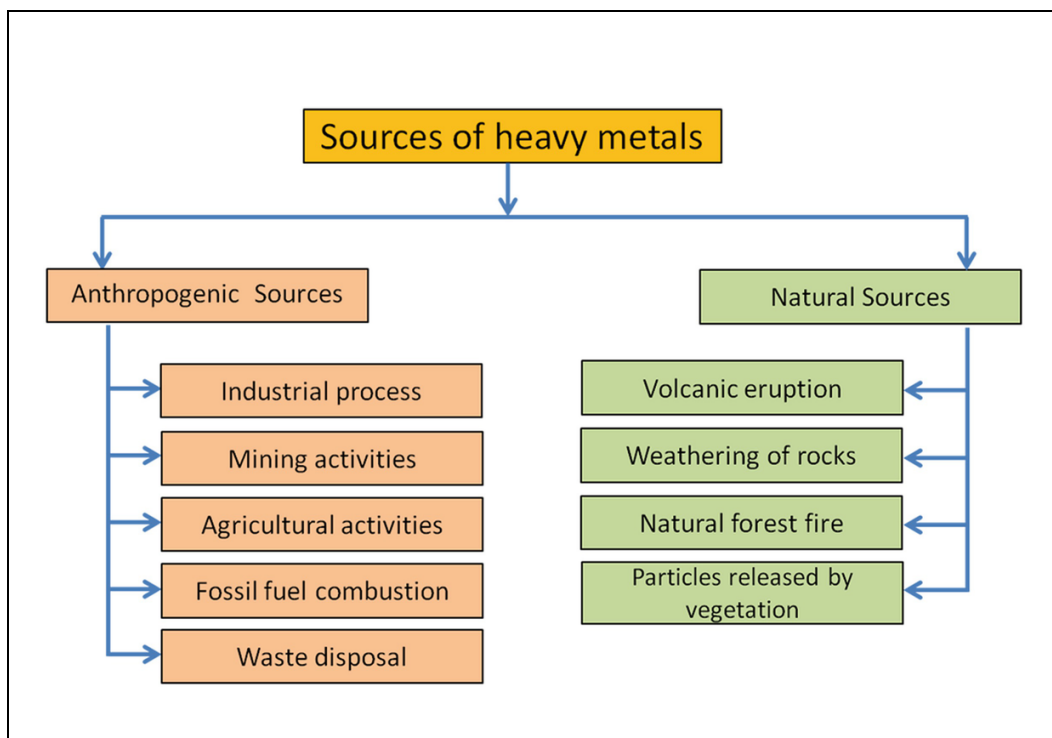 Sources of heavy metals
Anthropogenic Sources
Industrial process
Mining activities
Agricultural activities
Fossil fuel combustion
Waste disposal
Natural Sources
Volcanic eruption
Weathering of rocks
Natural forest fire
Particles released by
vegetation